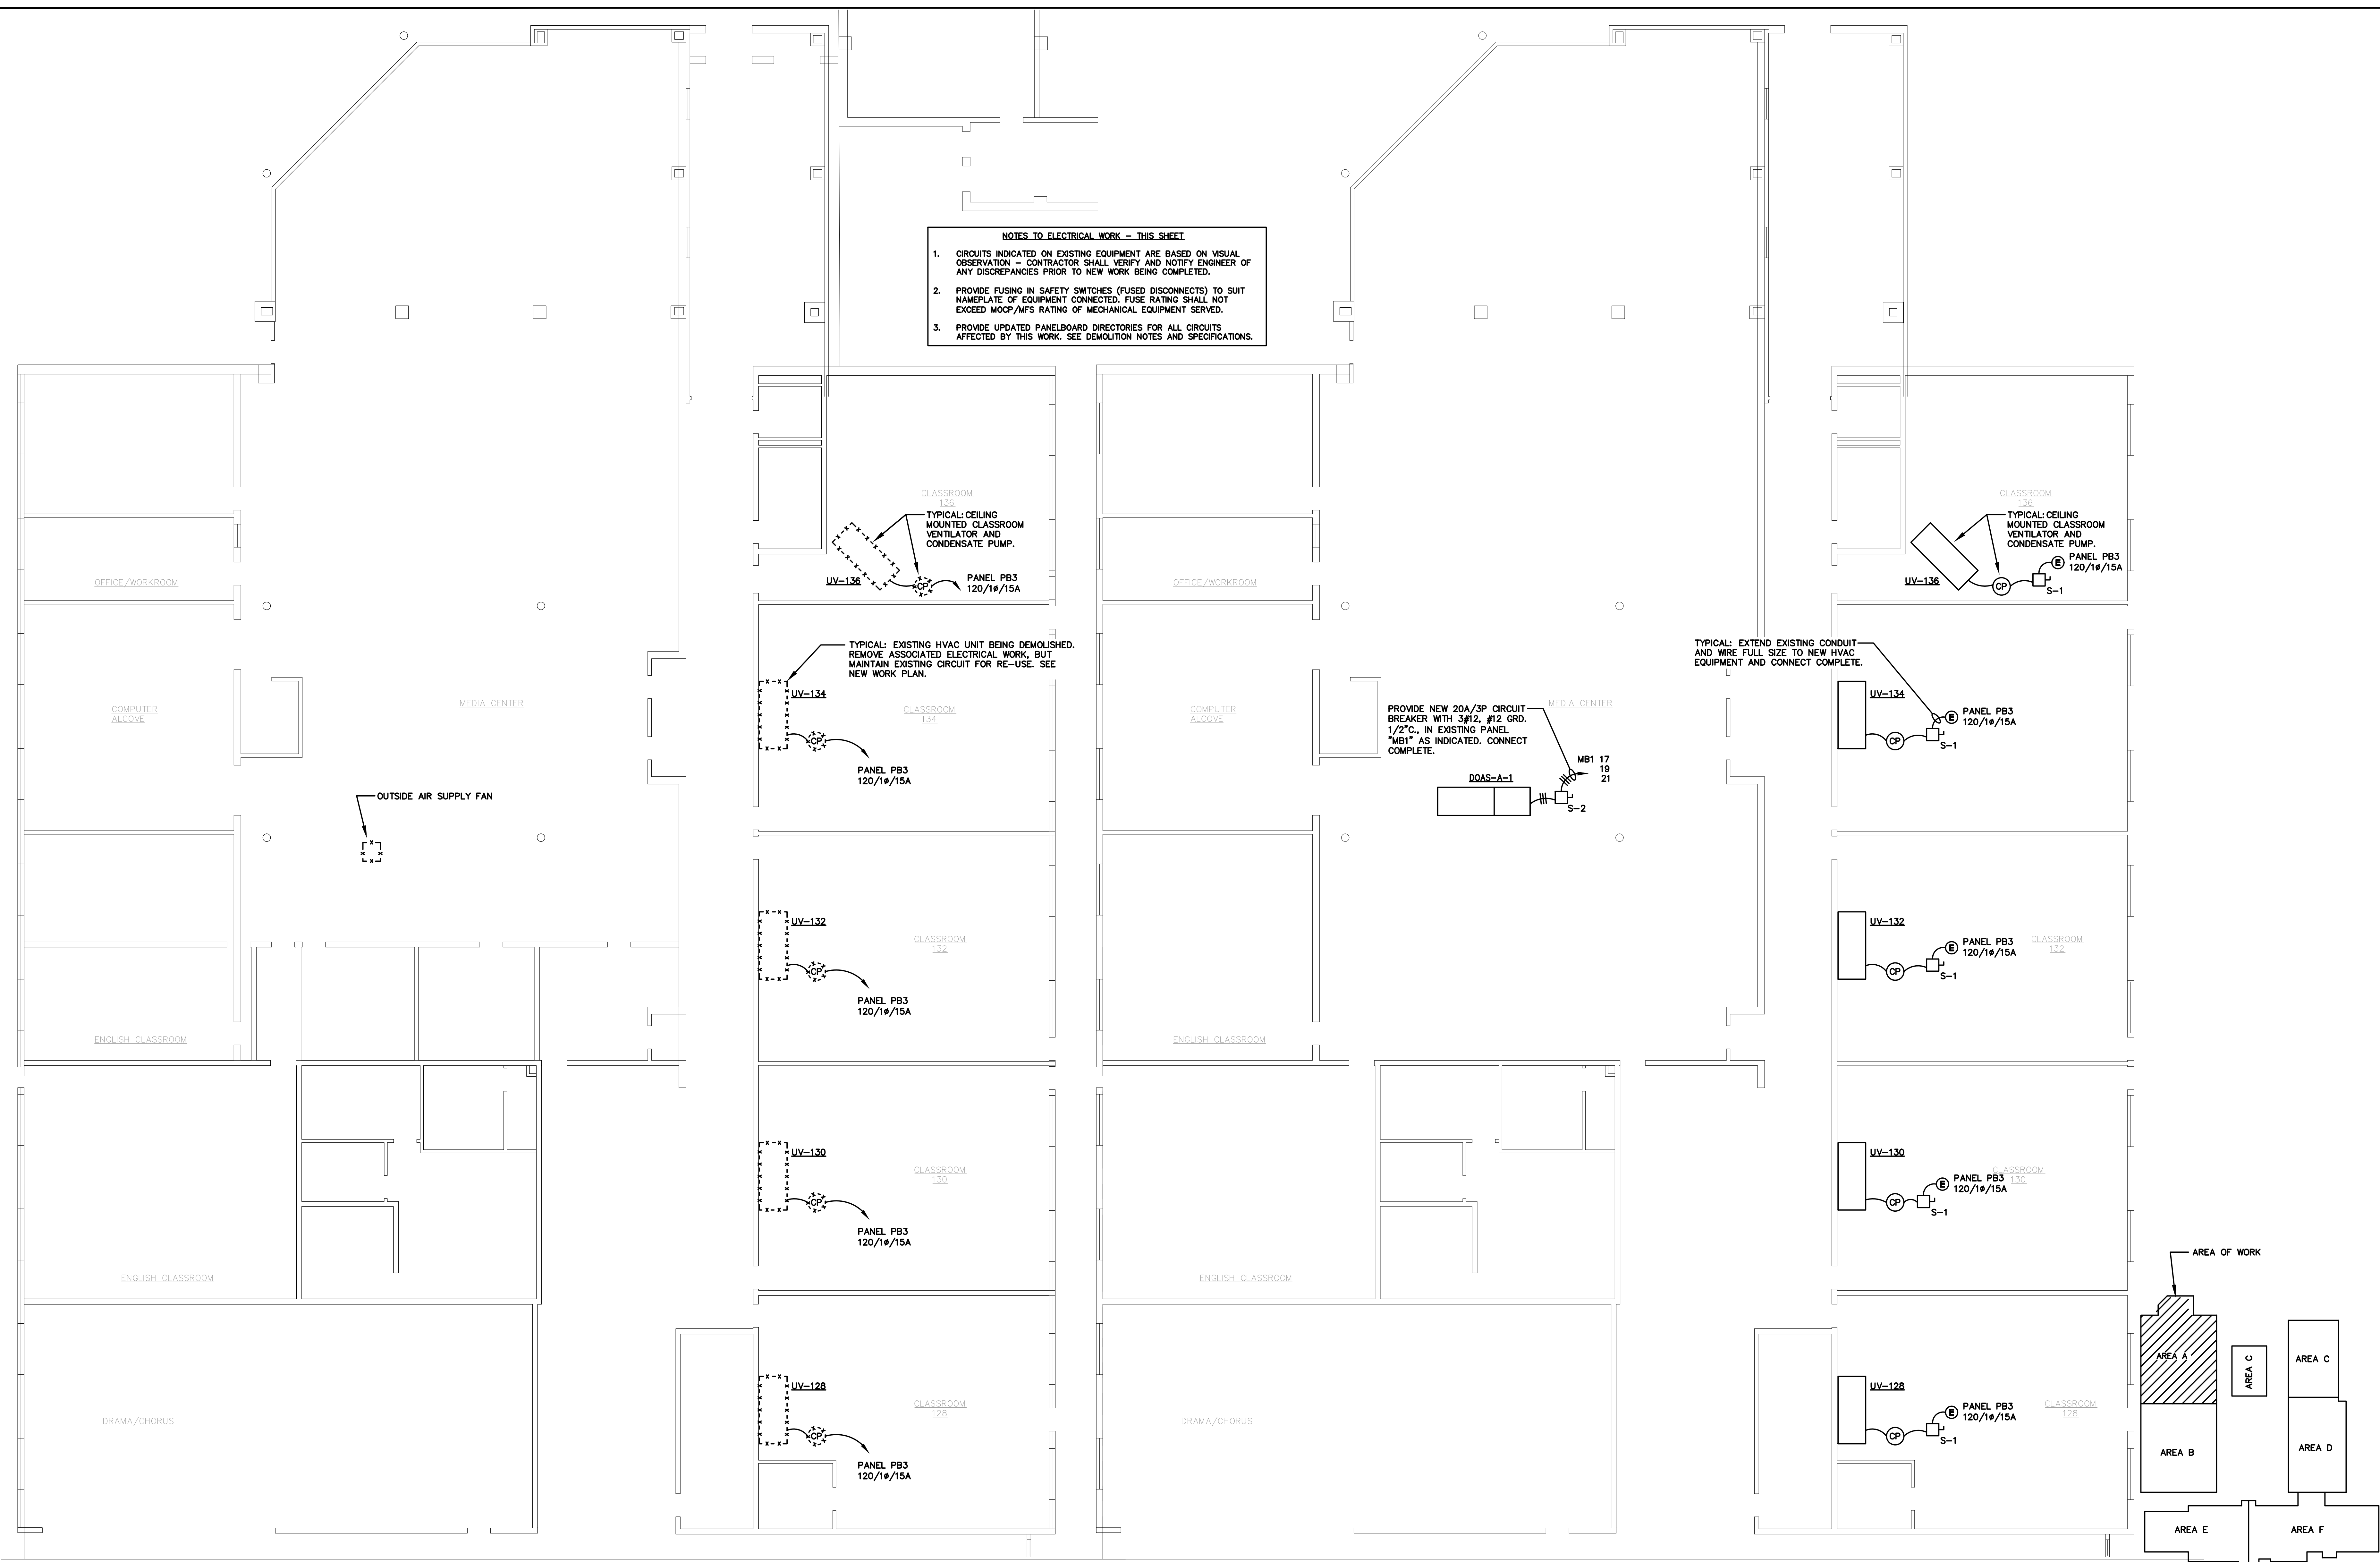 NOTES TO ELECTRICAL WORK – THIS SHEET
1. CIRCUITS INDICATED ON EXISTING EQUIPMENT ARE BASED ON VISUAL
OBSERVATION – CONTRACTOR SHALL VERIFY AND NOTIFY ENGINEER OF
ANY DISCREPANCIES PRIOR TO NEW WORK BEING COMPLETED.
2. PROVIDE FUSING IN SAFETY SWITCHES (FUSED DISCONNECTS) TO SUIT
NAMEPLATE OF EQUIPMENT CONNECTED. FUSE RATING SHALL NOT
EXCEED MOCP/MFS RATING OF MECHANICAL EQUIPMENT SERVED.
3. PROVIDE UPDATED PANELBOARD DIRECTORIES FOR ALL CIRCUITS
AFFECTED BY THIS WORK. SEE DEMOLITION NOTES AND SPECIFICATIONS.
OFFICE/WORKROOM
COMPUTER
ALCOVE
MEDIA CENTER
OUTSIDE AIR SUPPLY FAN
ENGLISH CLASSROOM
ENGLISH CLASSROOM
DRAMA/CHORUS
CLASSROOM
136
TYPICAL: CEILING
MOUNTED CLASSROOM
VENTILATOR AND
CONDENSATE PUMP.
UV-136
CP
PANEL PB3
120/1ø/15A
TYPICAL: EXISTING HVAC UNIT BEING DEMOLISHED.
REMOVE ASSOCIATED ELECTRICAL WORK, BUT
MAINTAIN EXISTING CIRCUIT FOR RE-USE. SEE
NEW WORK PLAN.
UV-134
CLASSROOM
134
CP
PANEL PB3
120/1ø/15A
UV-132
CLASSROOM
132
CP
PANEL PB3
120/1ø/15A
UV-130
CLASSROOM
130
CP
PANEL PB3
120/1ø/15A
UV-128
CLASSROOM
128
CP
PANEL PB3
120/1ø/15A
OFFICE/WORKROOM
COMPUTER
ALCOVE
MEDIA CENTER
PROVIDE NEW 20A/3P CIRCUIT
BREAKER WITH 3#12, #12 GRD.
1/2"C., IN EXISTING PANEL
"MB1" AS INDICATED. CONNECT
COMPLETE.
MB1 17
19
21
DOAS-A-1
S-2
ENGLISH CLASSROOM
ENGLISH CLASSROOM
DRAMA/CHORUS
CLASSROOM
136
TYPICAL: CEILING
MOUNTED CLASSROOM
VENTILATOR AND
CONDENSATE PUMP.
UV-136
CP
E
PANEL PB3
120/1ø/15A
S-1
TYPICAL: EXTEND EXISTING CONDUIT
AND WIRE FULL SIZE TO NEW HVAC
EQUIPMENT AND CONNECT COMPLETE.
UV-134
CP
E
PANEL PB3
120/1ø/15A
S-1
UV-132
CP
E
PANEL PB3
120/1ø/15A
S-1
CLASSROOM
132
UV-130
CP
E
PANEL PB3
120/1ø/15A
S-1
CLASSROOM
130
UV-128
CP
E
PANEL PB3
120/1ø/15A
S-1
CLASSROOM
128
AREA OF WORK
AREA A
AREA C
AREA C
AREA B
AREA D
AREA E
AREA F